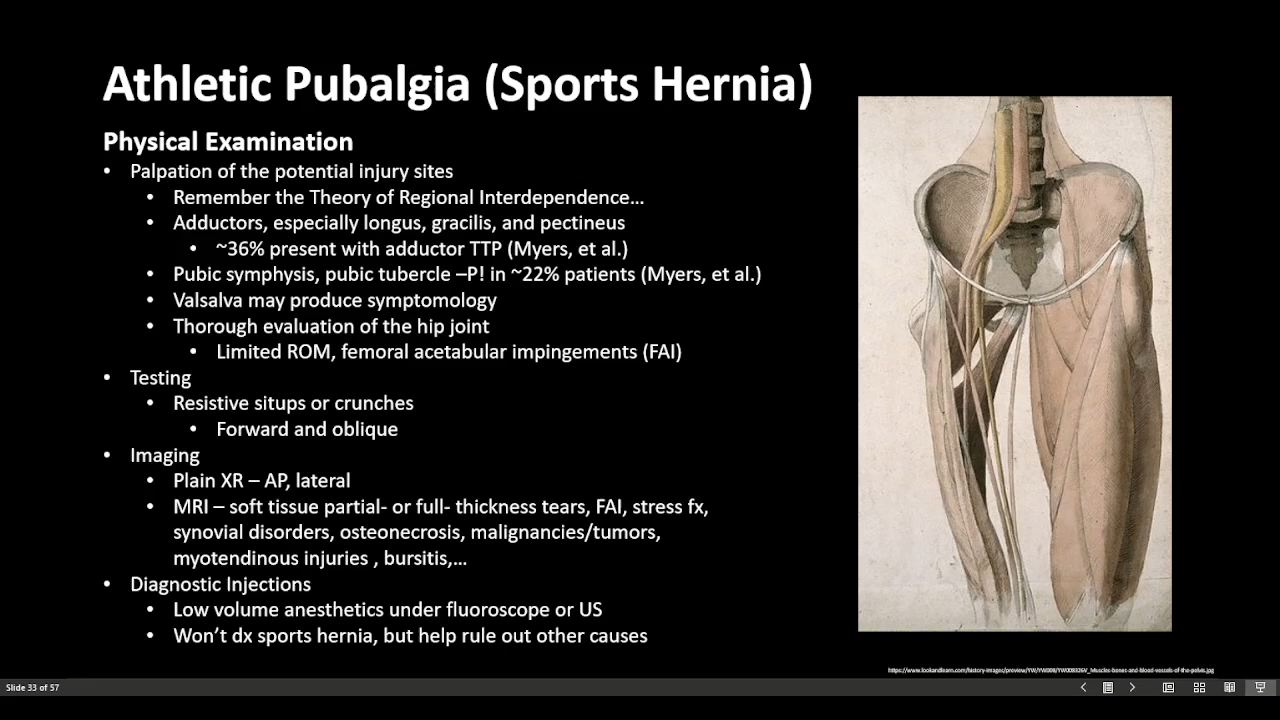 Athletic Pubalgia (Sports Hernia)
Physical Examination
• Palpation of the potential injury sites
• Remember the Theory of Regional Interdependence...
• Adductors, especially longus, gracilis, and pectineus
• ~36% present with adductor TTP (Myers, et al.)
• Pubic symphysis, pubic tubercle –P! in ~22% patients (Myers, et al.)
• Valsalva may produce symptomology
• Thorough evaluation of the hip joint
• Limited ROM, femoral acetabular impingements (FAI)
• Testing
• Resistive situps or crunches
• Forward and oblique
• Imaging
• Plain XR – AP, lateral
• MRI – soft tissue partial- or full- thickness tears, FAI, stress fx,
synovial disorders, osteonecrosis, malignancies/tumors,
myotendinous injuries , bursitis,...
• Diagnostic Injections
• Low volume anesthetics under fluoroscope or US
• Won't dx sports hernia, but help rule out other causes
Slide 33 of 57